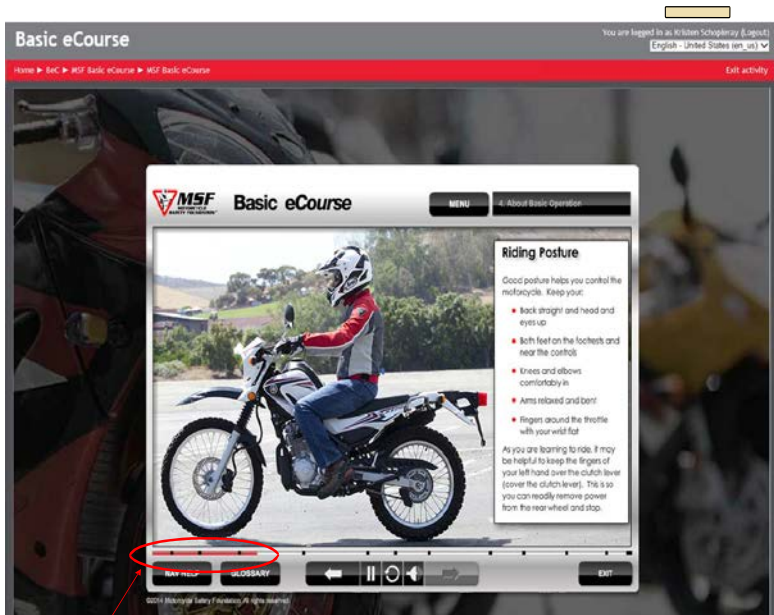 Basic eCourse
You are logged in as Kristen Schopieray (Logout)
English - United States (en_us)
Home ► BeC ► MSF Basic eCourse ► MSF Basic eCourse
Exit activity
MSF
MOTORCYCLE
SAFETY FOUNDATION
Basic eCourse
MENU
4. About Basic Operation
Riding Posture
Good posture helps you control the
motorcycle. Keep your:
Back straight and head and
eyes up
Both feet on the footrests and
near the controls
Knees and elbows
comfortably in
Arms relaxed and bent
Fingers around the throttle
with your wrist flat
As you are learning to ride, it may
be helpful to keep the fingers of
your left hand over the clutch lever
(cover the clutch lever). This is so
you can readily remove power
from the rear wheel and stop.
NAV HELP
GLOSSARY
EXIT
©2014 Motorcycle Safety Foundation. All rights reserved.